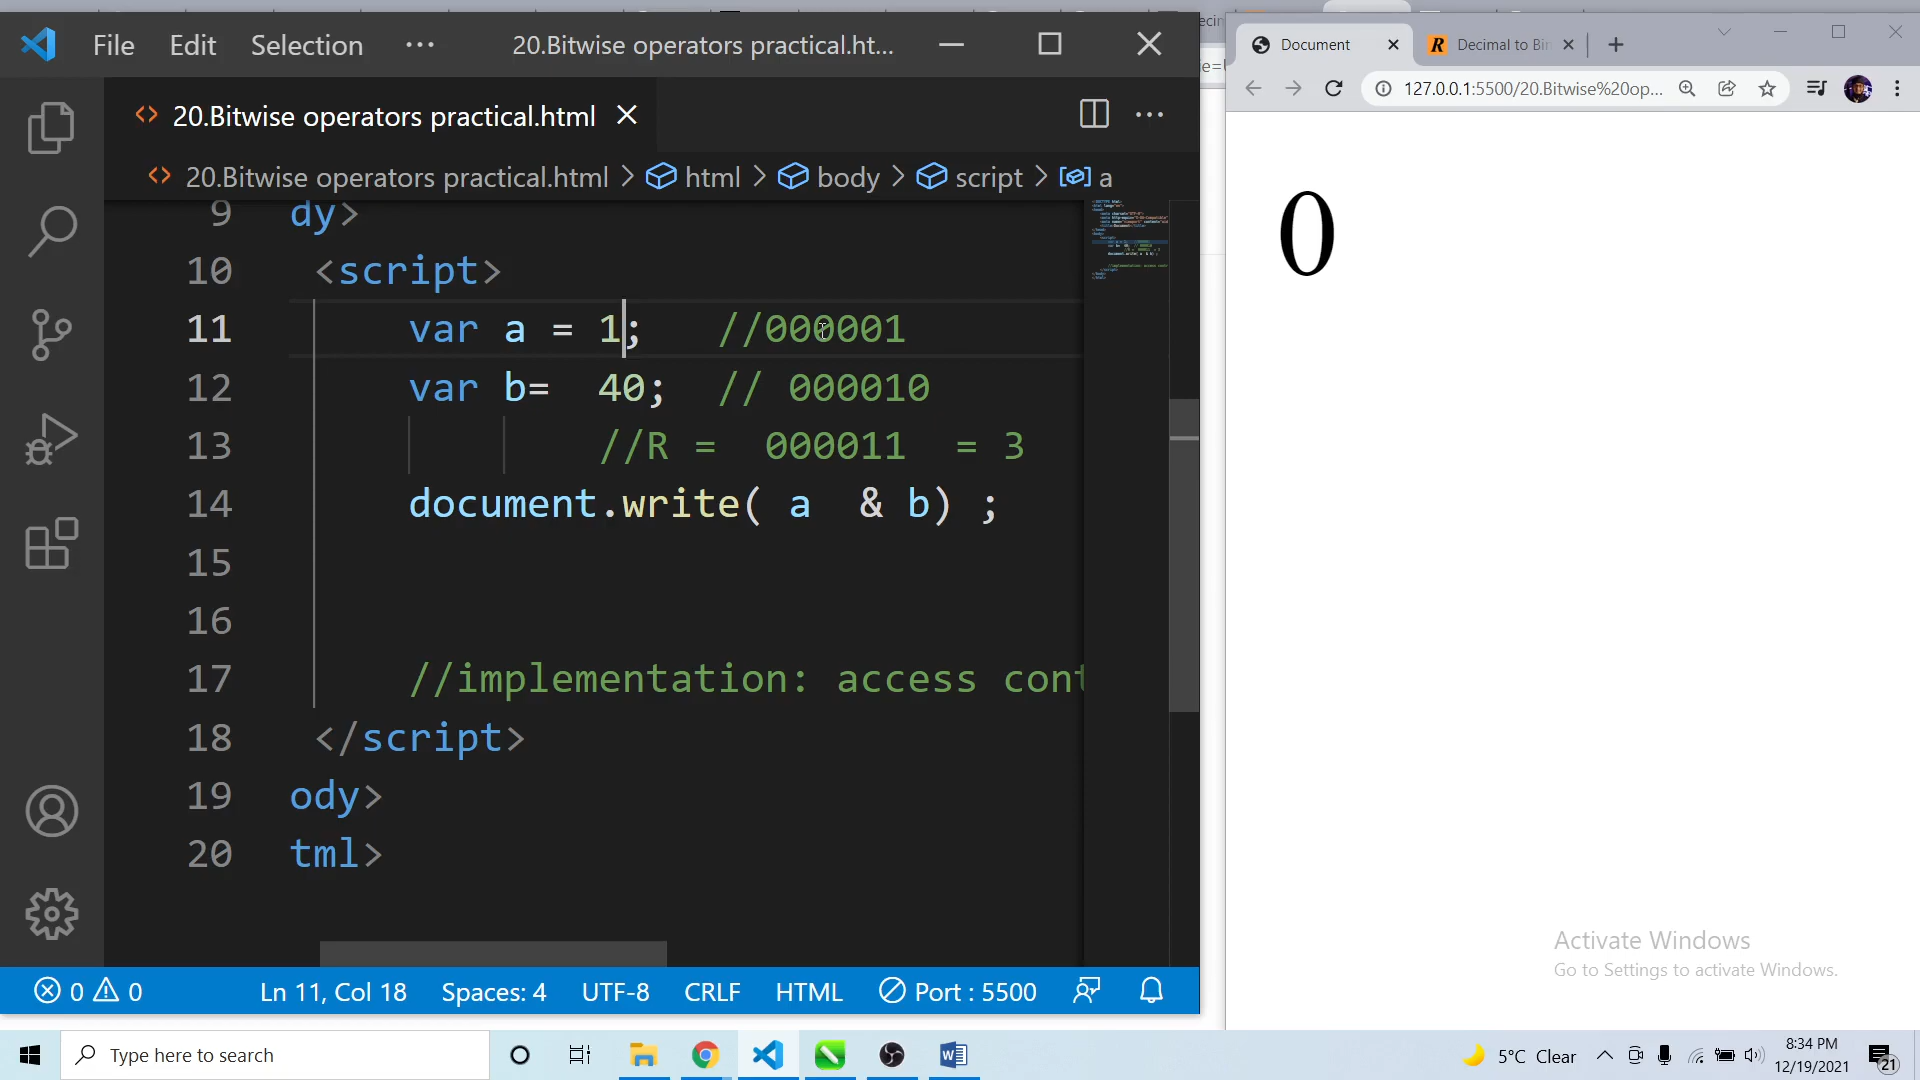 File Edit Selection ··· 20.Bitwise operators practical.ht...
20.Bitwise operators practical.html
20.Bitwise operators practical.html > html > body > script > a
9 dy>
10 <script>
11 var a = 1; //000001
12 var b= 40; // 000010
13 //R = 000011 = 3
14 document.write( a & b) ;
15
16
17 //implementation: access cont
18 </script>
19 ody>
20 tml>
0 0 Ln 11, Col 18 Spaces: 4 UTF-8 CRLF HTML Port : 5500
Document Decimal to Bin
127.0.0.1:5500/20.Bitwise%20op...
0
Activate Windows
Go to Settings to activate Windows.
Type here to search
5°C Clear
8:34 PM
12/19/2021
21